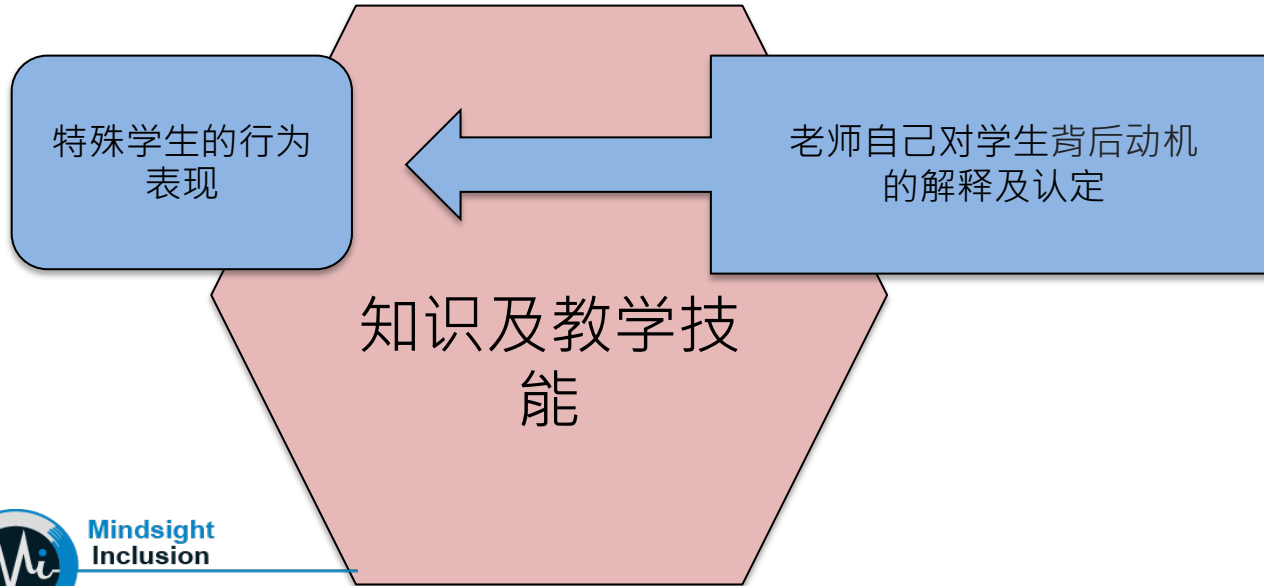 特殊学生的行为
表现
老师自己对学生背后动机
的解释及认定
知识及教学技
能
Mindsight
Inclusion
Mi